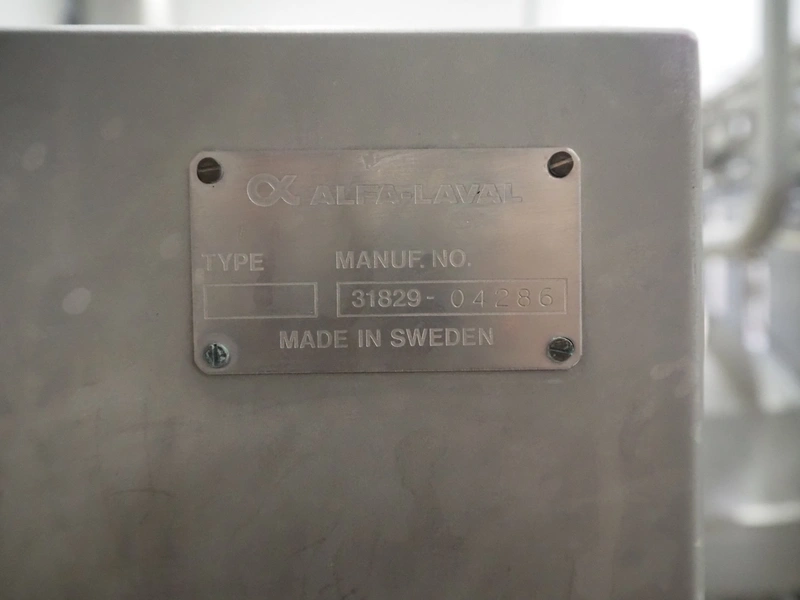 ALFA-LAVAL
TYPE MANUF. NO.
31829- 04286
MADE IN SWEDEN